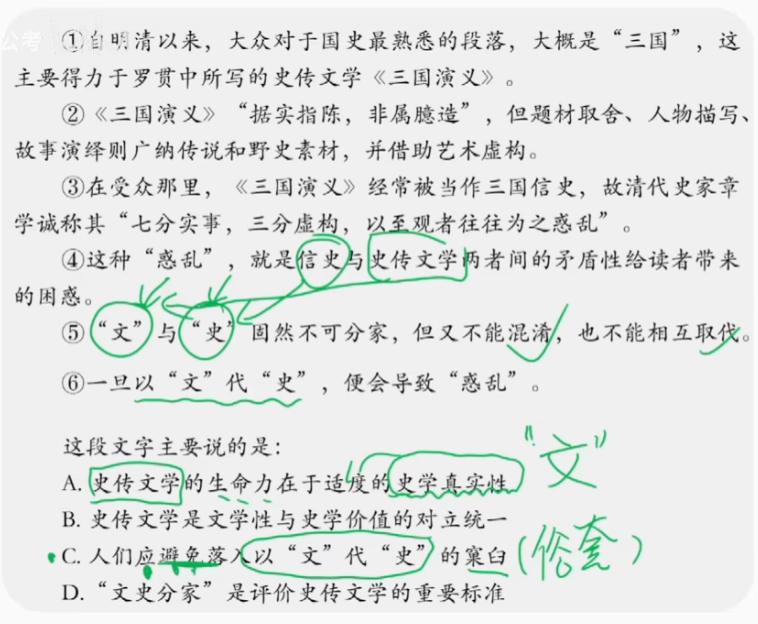 公考
①自明清以来，大众对于国史最熟悉的段落，大概是“三国”，这
主要得力于罗贯中所写的史传文学《三国演义》。
②《三国演义》“据实指陈，非属臆造”，但题材取舍、人物描写、
故事演绎则广纳传说和野史素材，并借助艺术虚构。
③在受众那里，《三国演义》经常被当作三国信史，故清代史家章
学诚称其“七分实事，三分虚构，以至观者往往为之惑乱”。
④这种“惑乱”，就是信史与史传文学两者间的矛盾性给读者带来
的困惑。
⑤“文”与“史”固然不可分家，但又不能混淆，也不能相互取代。
⑥一旦以“文”代“史”，便会导致“惑乱”。
这段文字主要说的是：
“文”
A. 史传文学的生命力在于适度的史学真实性
B. 史传文学是文学性与史学价值的对立统一
C. 人们应避免落入以“文”代“史”的窠臼（俗套）
D. “文史分家”是评价史传文学的重要标准